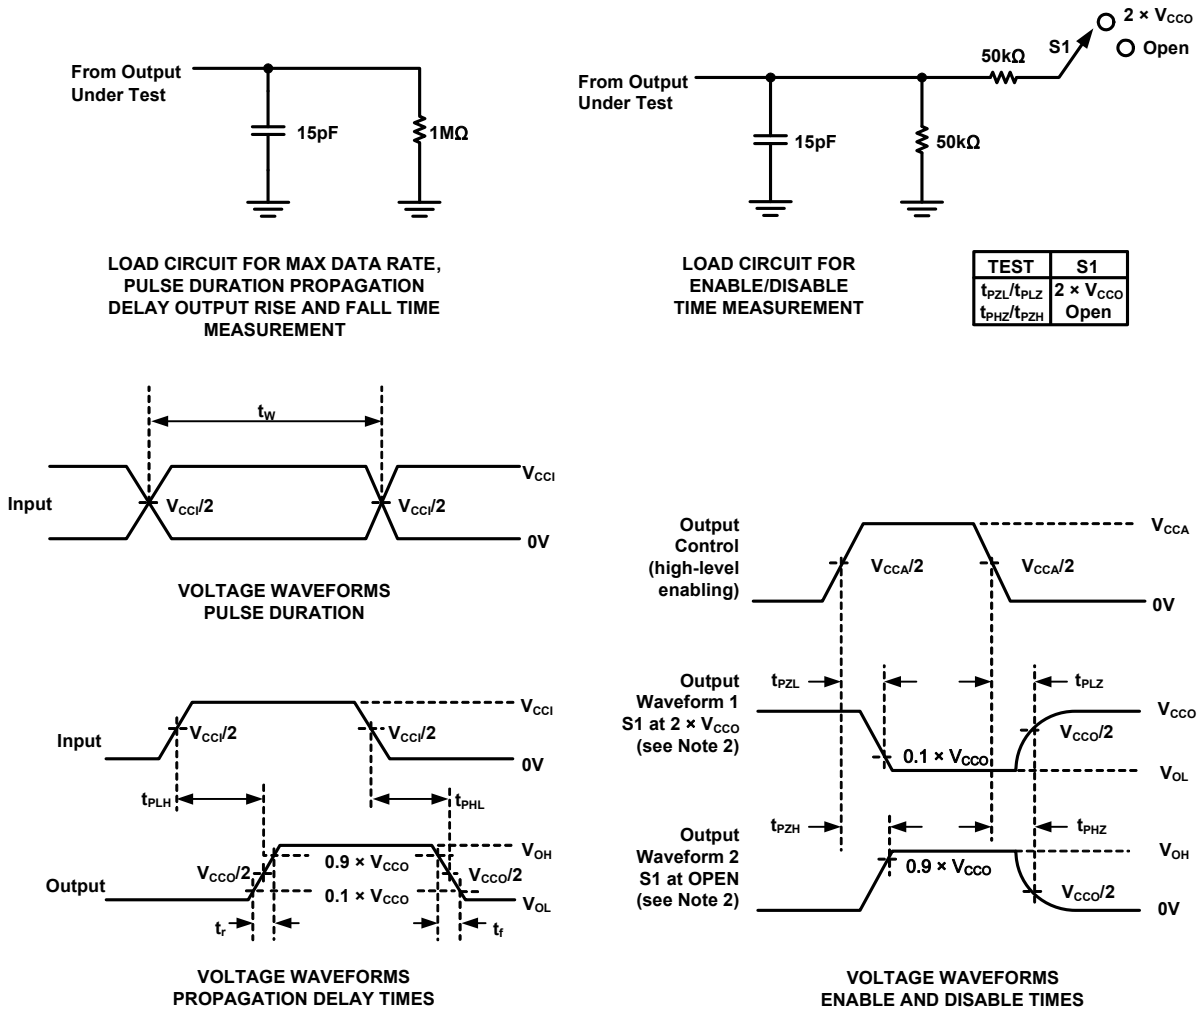 From Output
Under Test
15pF
1MΩ
LOAD CIRCUIT FOR MAX DATA RATE,
PULSE DURATION PROPAGATION
DELAY OUTPUT RISE AND FALL TIME
MEASUREMENT
2 × VCCO
S1
Open
50kΩ
From Output
Under Test
15pF
50kΩ
LOAD CIRCUIT FOR
ENABLE/DISABLE
TIME MEASUREMENT
TEST S1
tPZL/tPLZ 2 × VCCO
tPHZ/tPZH Open
tW
VCCI
Input
VCCI/2
VCCI/2
0V
VOLTAGE WAVEFORMS
PULSE DURATION
VCCI
Input
VCCI/2
VCCI/2
0V
tPLH
tPHL
VOH
0.9 × VCCO
VCCO/2
VCCO/2
Output
0.1 × VCCO
VOL
tr
tf
VOLTAGE WAVEFORMS
PROPAGATION DELAY TIMES
Output
Control
(high-level
enabling)
VCCA
VCCA/2
VCCA/2
0V
tPZL
tPLZ
Output
Waveform 1
S1 at 2 × VCCO
(see Note 2)
VCCO
VCCO/2
0.1 × VCCO
VOL
tPZH
tPHZ
Output
Waveform 2
S1 at OPEN
(see Note 2)
VOH
0.9 × VCCO
VCCO/2
0V
VOLTAGE WAVEFORMS
ENABLE AND DISABLE TIMES